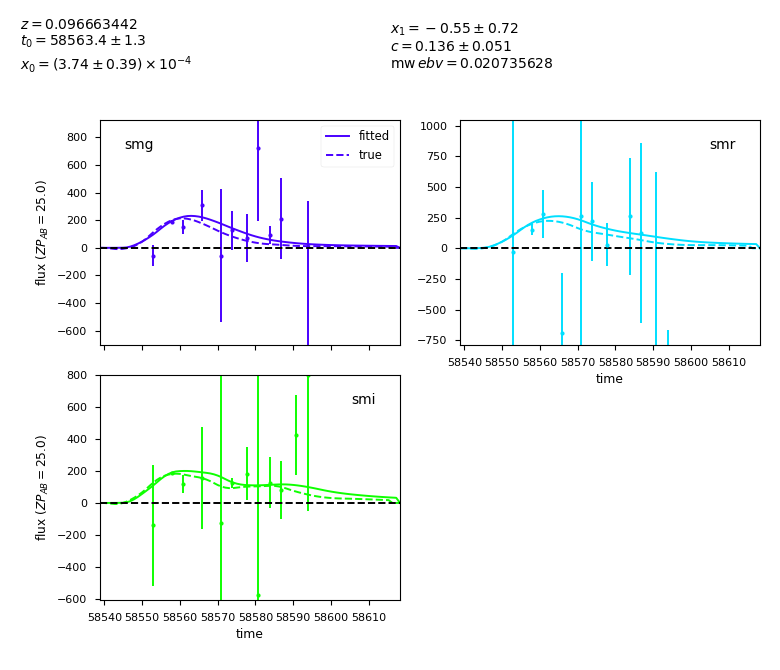 z = 0.096663442
t₀ = 58563.4 ± 1.3
x₀ = (3.74 ± 0.39) × 10⁻⁴
x₁ = −0.55 ± 0.72
c = 0.136 ± 0.051
mw ebv = 0.020735628
smg
fitted
true
flux (ZP_AB = 25.0)
800
600
400
200
0
−200
−400
−600
smr
1000
750
500
250
0
−250
−500
−750
58540 58550 58560 58570 58580 58590 58600 58610
time
smi
flux (ZP_AB = 25.0)
800
600
400
200
0
−200
−400
−600
58540 58550 58560 58570 58580 58590 58600 58610
time